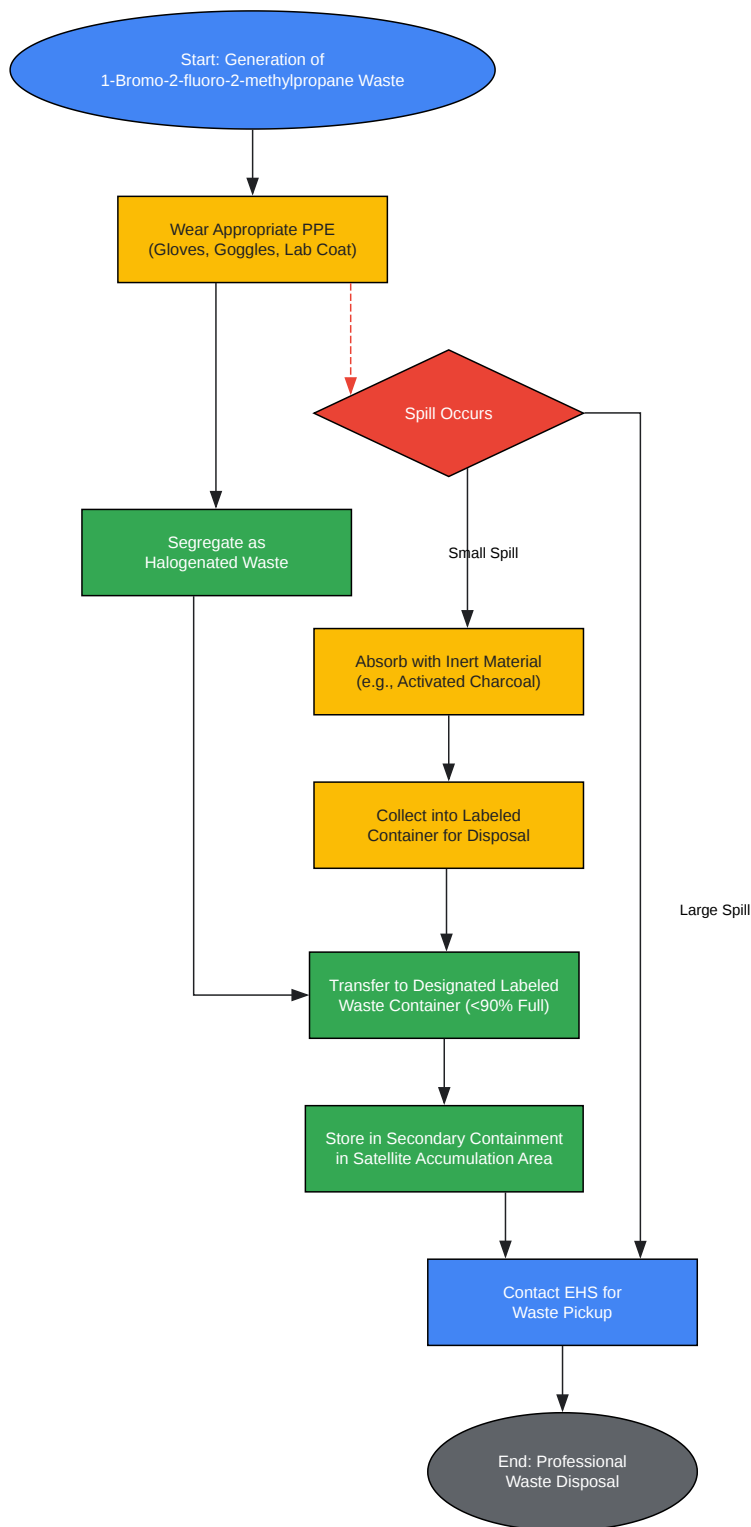 Start: Generation of
1-Bromo-2-fluoro-2-methylpropane Waste
Wear Appropriate PPE
(Gloves, Goggles, Lab Coat)
Spill Occurs
Segregate as
Halogenated Waste
Small Spill
Absorb with Inert Material
(e.g., Activated Charcoal)
Collect into Labeled
Container for Disposal
Large Spill
Transfer to Designated Labeled
Waste Container (<90% Full)
Store in Secondary Containment
in Satellite Accumulation Area
Contact EHS for
Waste Pickup
End: Professional
Waste Disposal